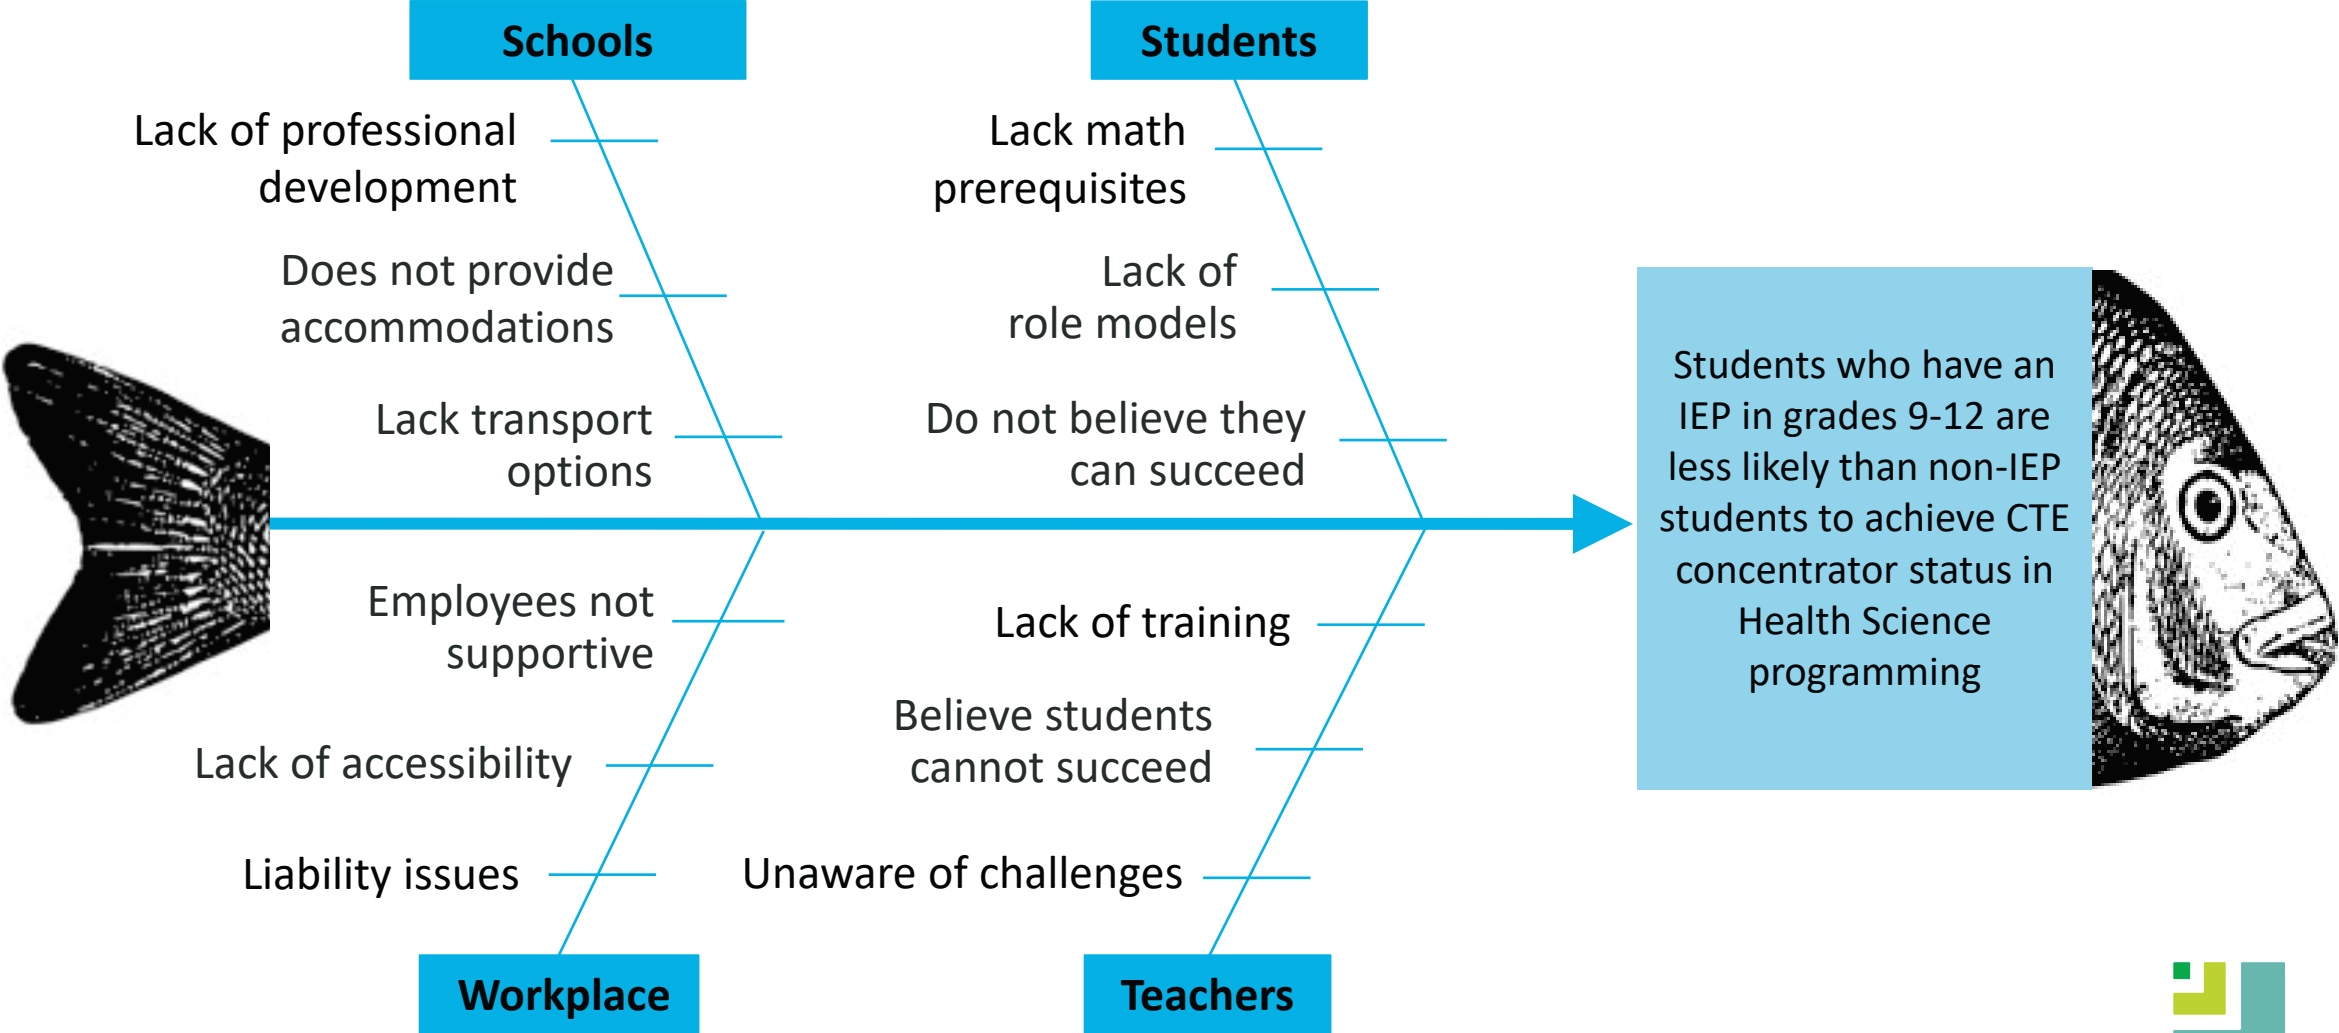 Schools
Lack of professional
development
Does not provide
accommodations
Lack transport
options
Students
Lack math
prerequisites
Lack of
role models
Do not believe they
can succeed
Employees not
supportive
Lack of accessibility
Liability issues
Workplace
Lack of training
Believe students
cannot succeed
Unaware of challenges
Teachers
Students who have an
IEP in grades 9-12 are
less likely than non-IEP
students to achieve CTE
concentrator status in
Health Science
programming